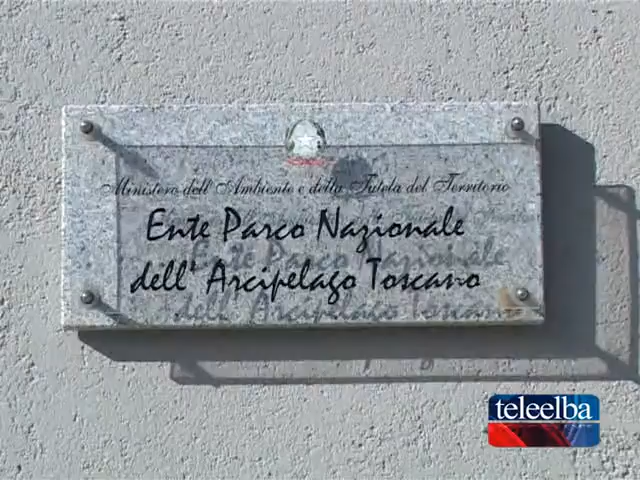 Ministero dell'Ambiente e della Tutela del Territorio
Ente Parco Nazionale
dell'Arcipelago Toscano
teleelba